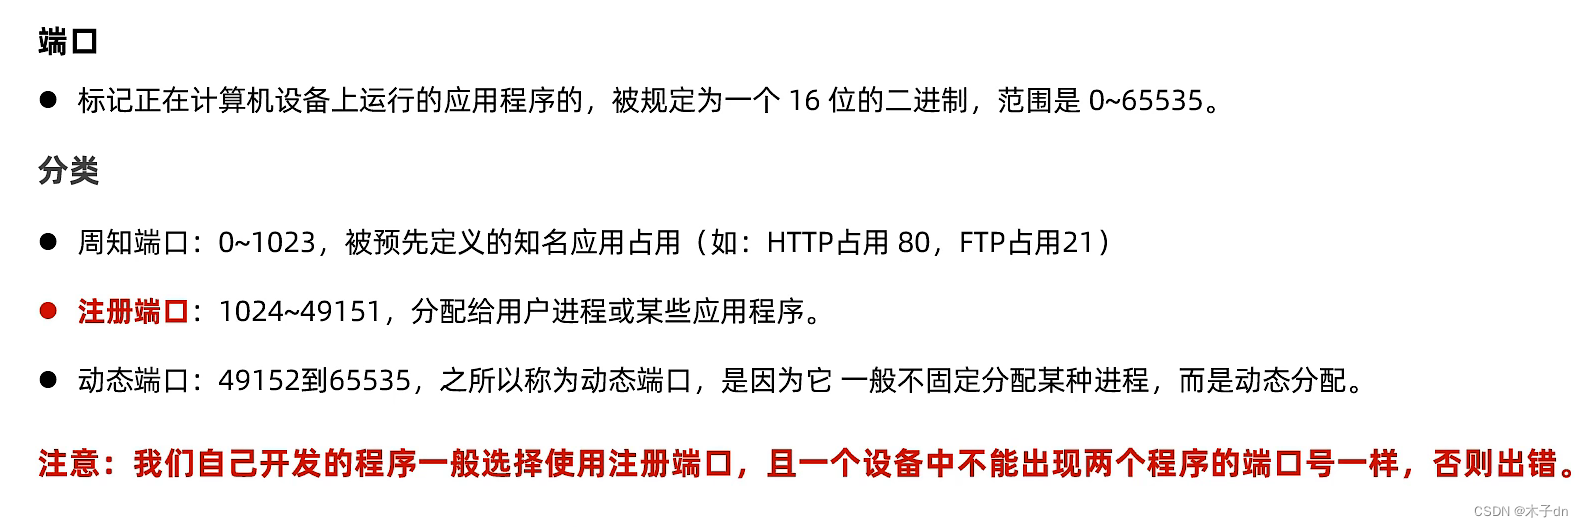 端口
● 标记正在计算机设备上运行的应用程序的，被规定为一个 16 位的二进制，范围是 0~65535。
分类
● 周知端口：0~1023，被预先定义的知名应用占用（如：HTTP占用 80，FTP占用21）
● 注册端口：1024~49151，分配给用户进程或某些应用程序。
● 动态端口：49152到65535，之所以称为动态端口，是因为它 一般不固定分配某种进程，而是动态分配。
注意：我们自己开发的程序一般选择使用注册端口，且一个设备中不能出现两个程序的端口号一样，否则出错。
CSDN @木子dn